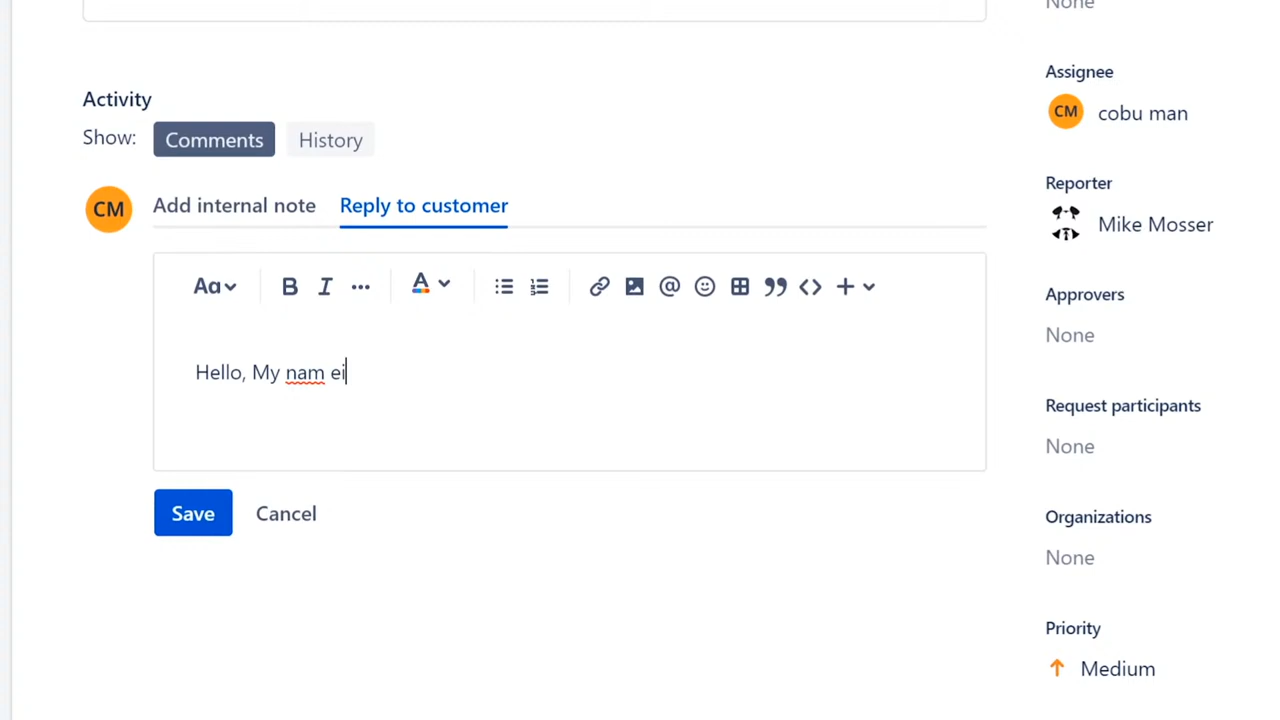 None
Activity
Show: Comments History
CM Add internal note Reply to customer
Aa B I ••• A
Hello, My nam ei
Save Cancel
Assignee
CM cobu man
Reporter
Mike Mosser
Approvers
None
Request participants
None
Organizations
None
Priority
Medium